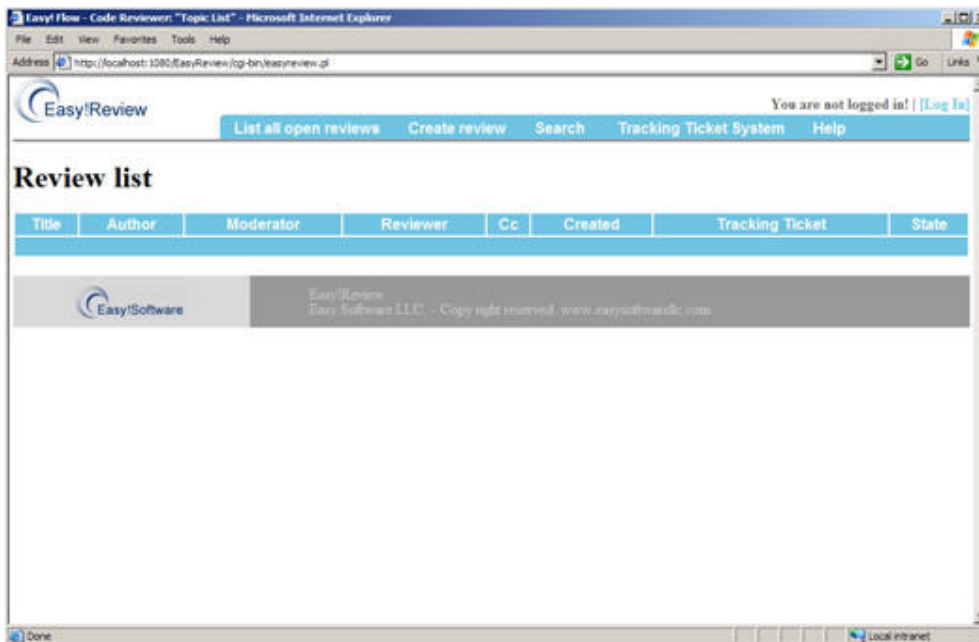 Easy! Flow - Code Reviewer: "Topic List" - Microsoft Internet Explorer
File Edit View Favorites Tools Help
Address http://localhost:1080/EasyReview/cgi-bin/easyreview.pl Go Links
Easy!Review
You are not logged in! | [Log In]
List all open reviews Create review Search Tracking Ticket System Help
Review list
Title Author Moderator Reviewer Cc Created Tracking Ticket State
Easy!Software
Easy!Review
Easy Software LLC. - Copy right reserved. www.easysoftwarellc.com
Done Local intranet